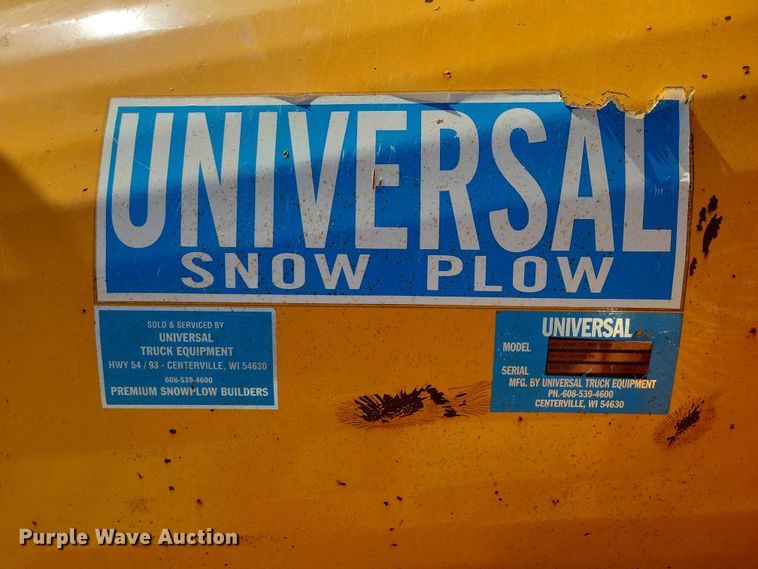 UNIVERSAL
SNOW PLOW
SOLD & SERVICED BY
UNIVERSAL
TRUCK EQUIPMENT
HWY 54 / 93 - CENTERVILLE, WI 54630
608-539-4600
PREMIUM SNOWPLOW BUILDERS
UNIVERSAL
MODEL
SERIAL
MFG. BY UNIVERSAL TRUCK EQUIPMENT
PH. 608-539-4600
CENTERVILLE, WI 54630
Purple Wave Auction